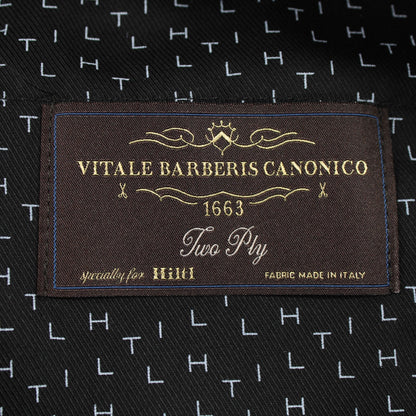 VITALE BARBERIS CANONICO
1663
Two Ply
specially for Hiltl
FABRIC MADE IN ITALY